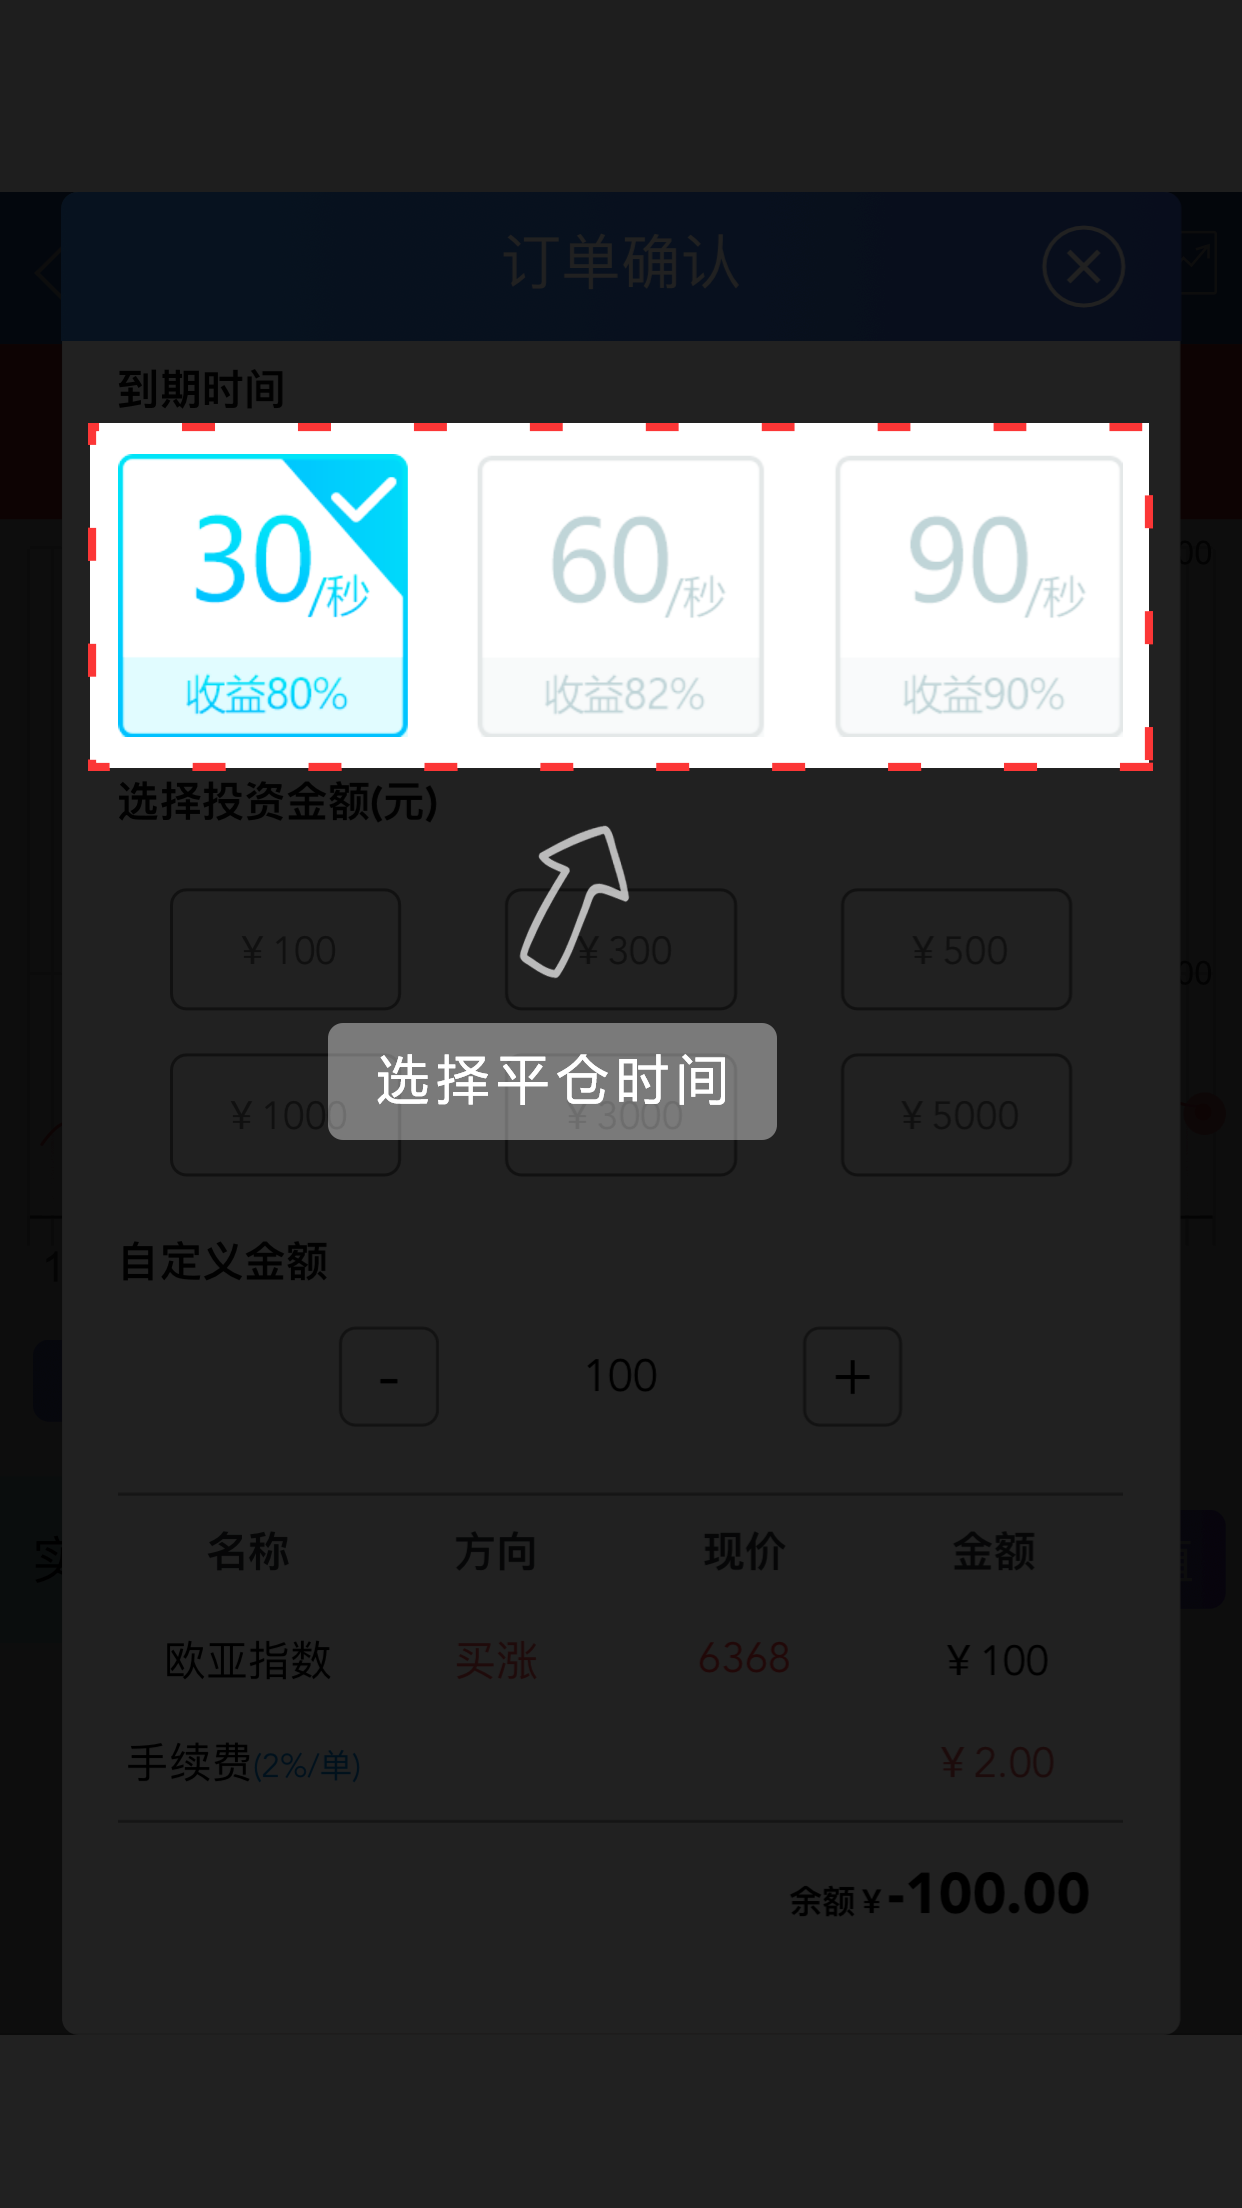 订单确认
到期时间
30/秒 60/秒 90/秒
收益80% 收益82% 收益90%
选择投资金额(元)
¥ 100 ¥ 300 ¥ 500
¥ 1000 ¥ 3000 ¥ 5000
选择平仓时间
自定义金额
- 100 +
名称 方向 现价 金额
欧亚指数 买涨 6368 ¥ 100
手续费(2%/单) ¥ 2.00
余额 ¥ -100.00